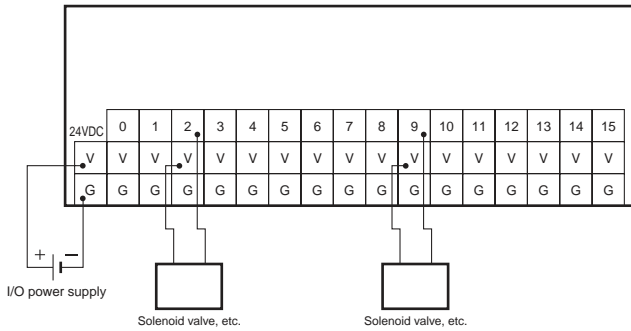 24VDC 0 1 2 3 4 5 6 7 8 9 10 11 12 13 14 15
V V V V V V V V V V V V V V V V V
G G G G G G G G G G G G G G G G G
+ −
I/O power supply
Solenoid valve, etc. Solenoid valve, etc.